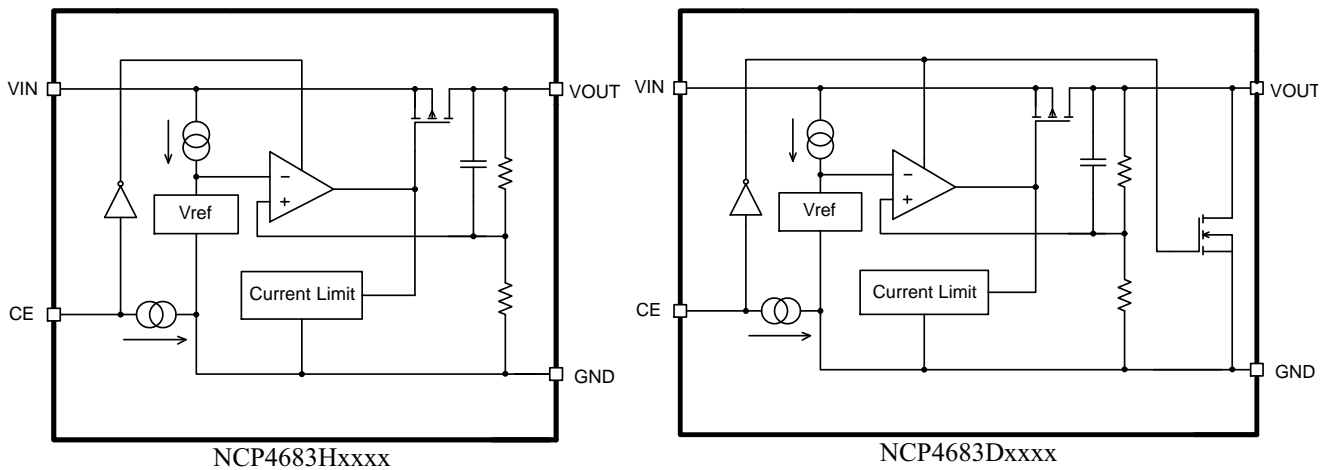 VIN
VOUT
Vref
Current Limit
CE
GND
NCP4683Hxxxx
VIN
VOUT
Vref
Current Limit
CE
GND
NCP4683Dxxxx